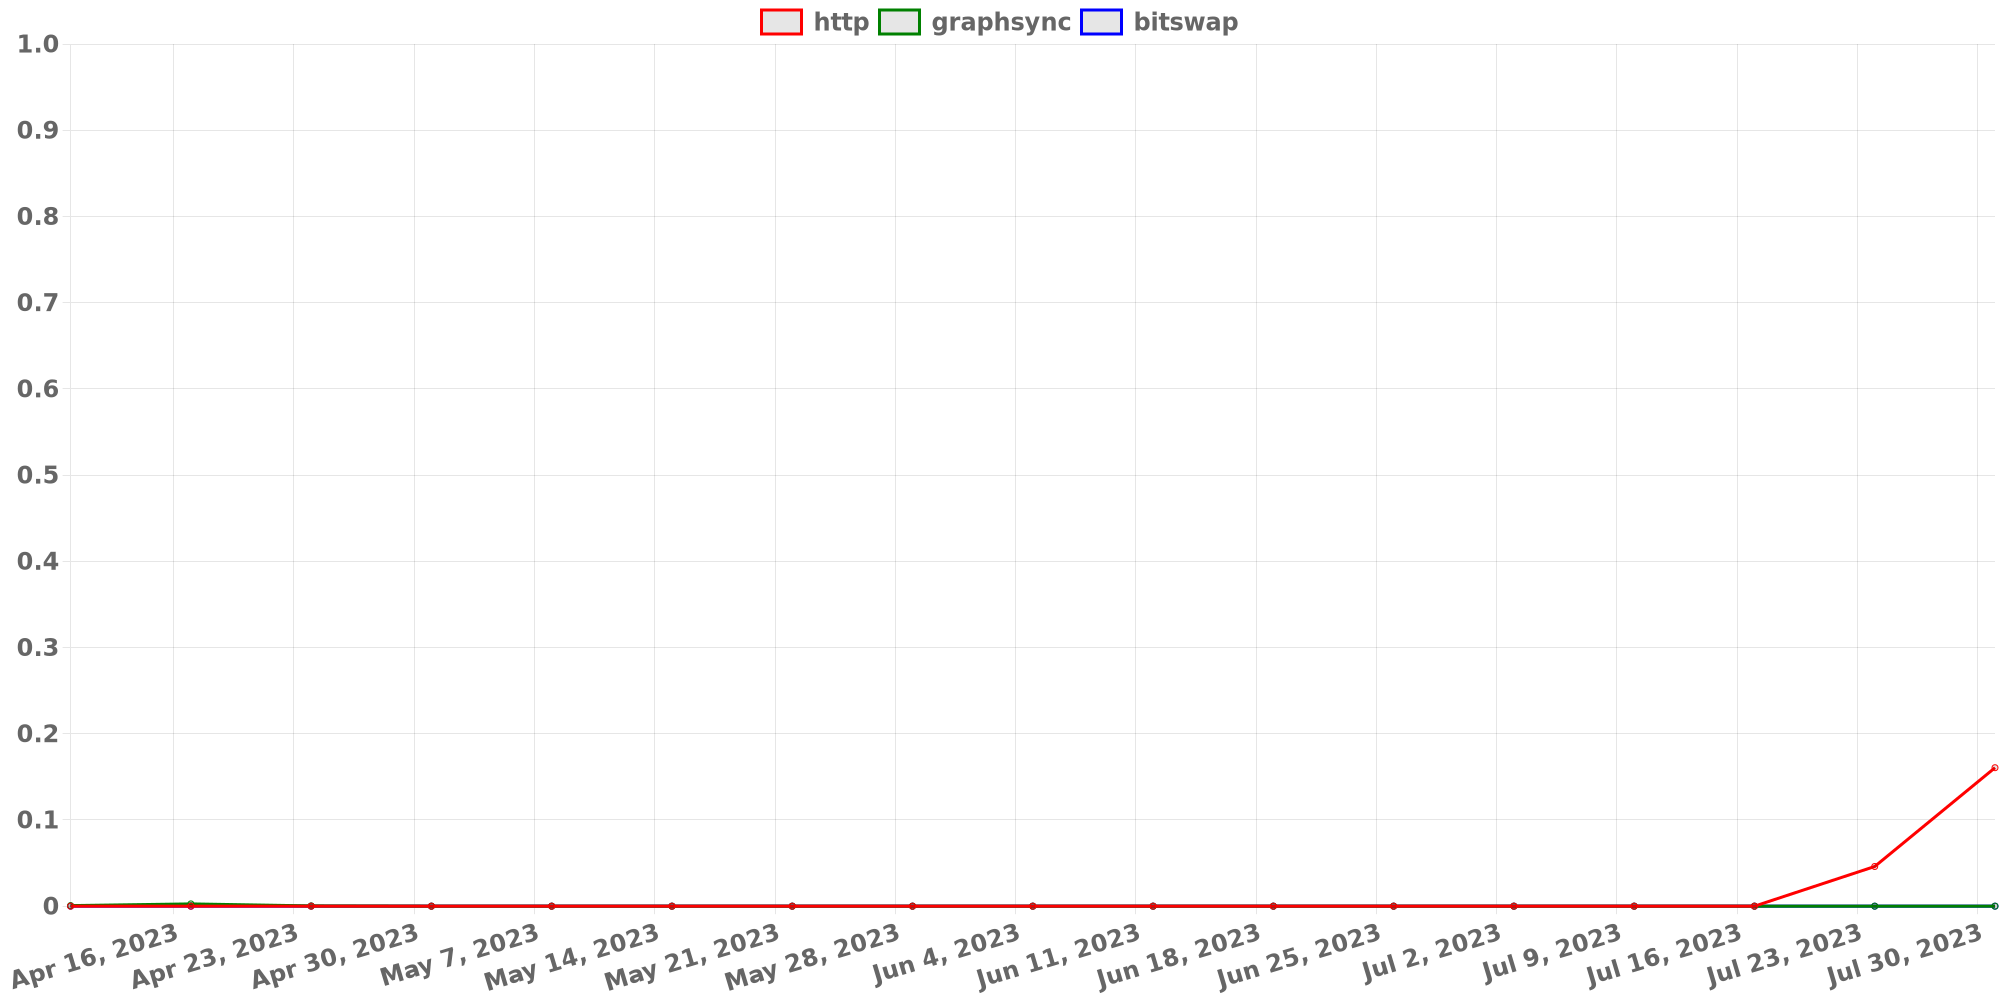 http graphsync bitswap
1.0
0.9
0.8
0.7
0.6
0.5
0.4
0.3
0.2
0.1
0
Apr 16, 2023
Apr 23, 2023
Apr 30, 2023
May 7, 2023
May 14, 2023
May 21, 2023
May 28, 2023
Jun 4, 2023
Jun 11, 2023
Jun 18, 2023
Jun 25, 2023
Jul 2, 2023
Jul 9, 2023
Jul 16, 2023
Jul 23, 2023
Jul 30, 2023